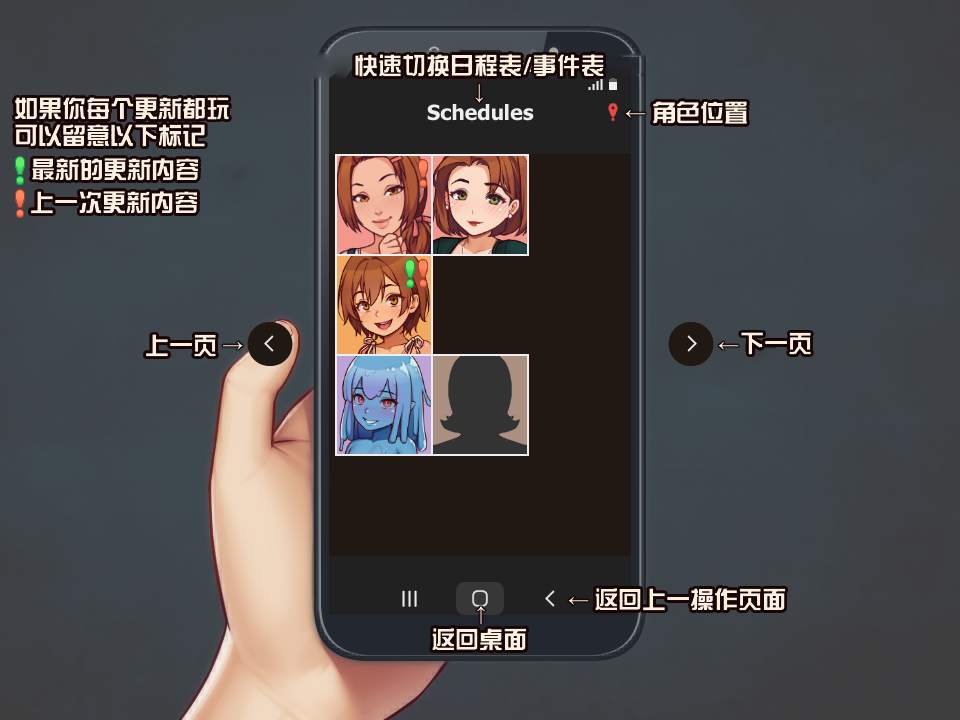 快速切换日程表/事件表
如果你每个更新都玩
可以留意以下标记
Schedules
←角色位置
最新的更新内容
上一次更新内容
上一页→
←下一页
←返回上一操作页面
返回桌面